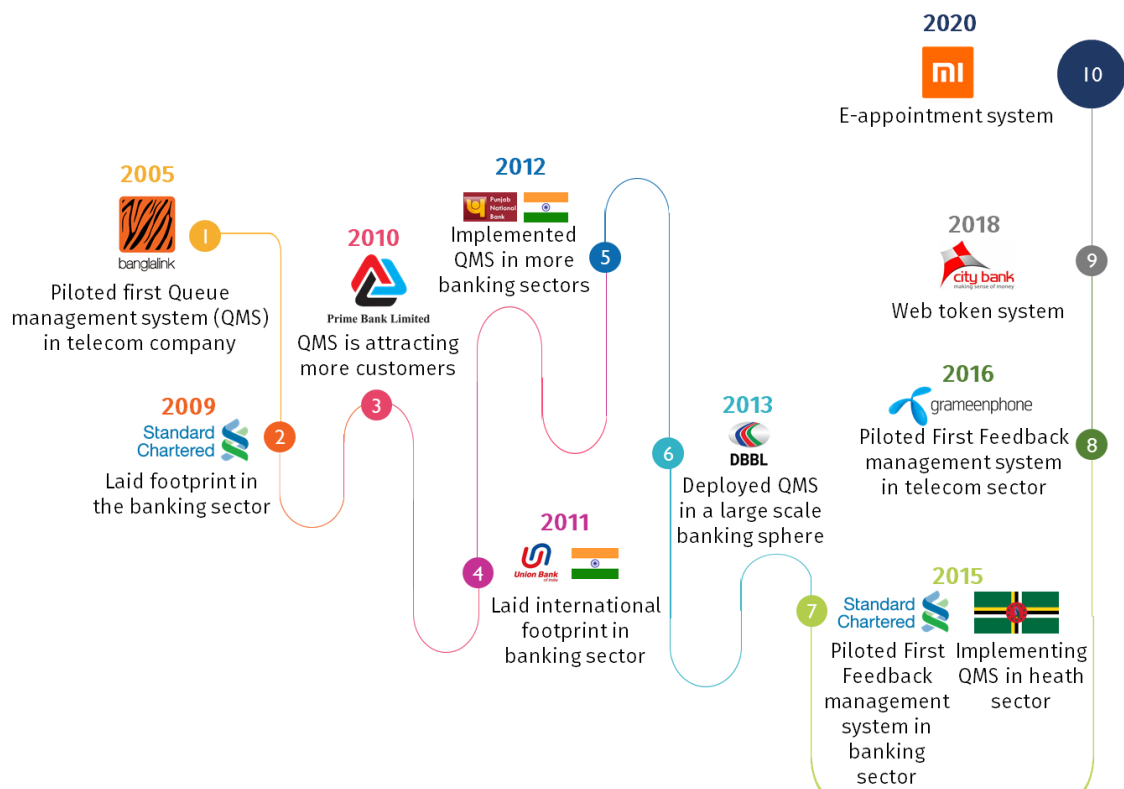 2005
banglalink
1
Piloted first Queue
management system (QMS)
in telecom company
2009
Standard
Chartered
2
Laid footprint in
the banking sector
2010
Prime Bank Limited
QMS is attracting
more customers
3
2011
4
Union Bank
of India
Laid international
footprint in
banking sector
2012
Punjab
National
Bank
Implemented
QMS in more
banking sectors
5
2013
6
DBBL
Deployed QMS
in a large scale
banking sphere
2015
7
Standard
Chartered
Piloted First
Feedback
management
system in
banking
sector
Implementing
QMS in heath
sector
2016
grameenphone
8
Piloted First Feedback
management system
in telecom sector
2018
city bank
making sense of money
9
Web token system
2020
mi
10
E-appointment system